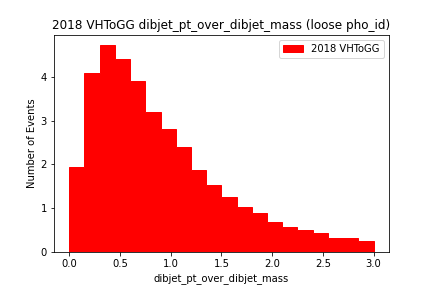 2018 VHToGG dibjet_pt_over_dibjet_mass (loose pho_id)
2018 VHToGG
Number of Events
4
3
2
1
0
0.0 0.5 1.0 1.5 2.0 2.5 3.0
dibjet_pt_over_dibjet_mass